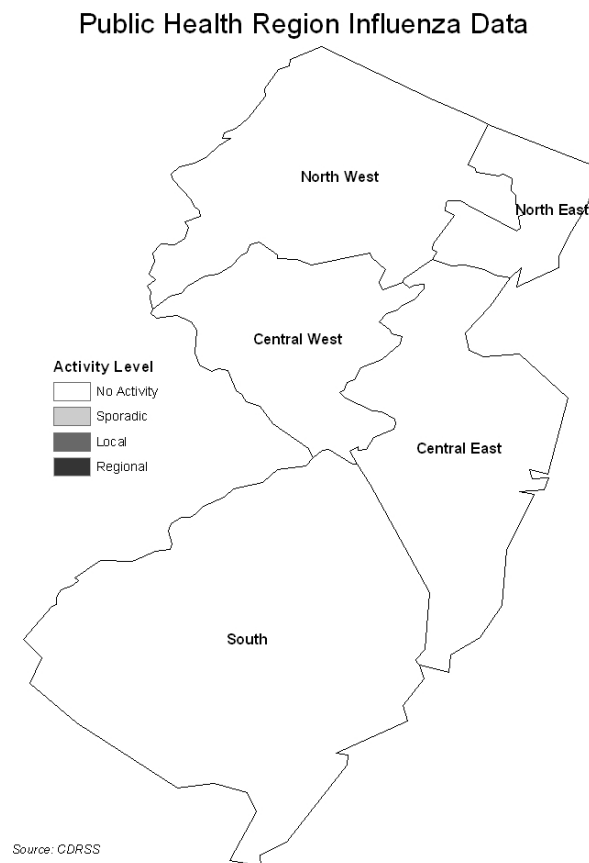 Public Health Region Influenza Data
North West
North East
Central West
Activity Level
No Activity
Sporadic
Local
Regional
Central East
South
Source: CDRSS